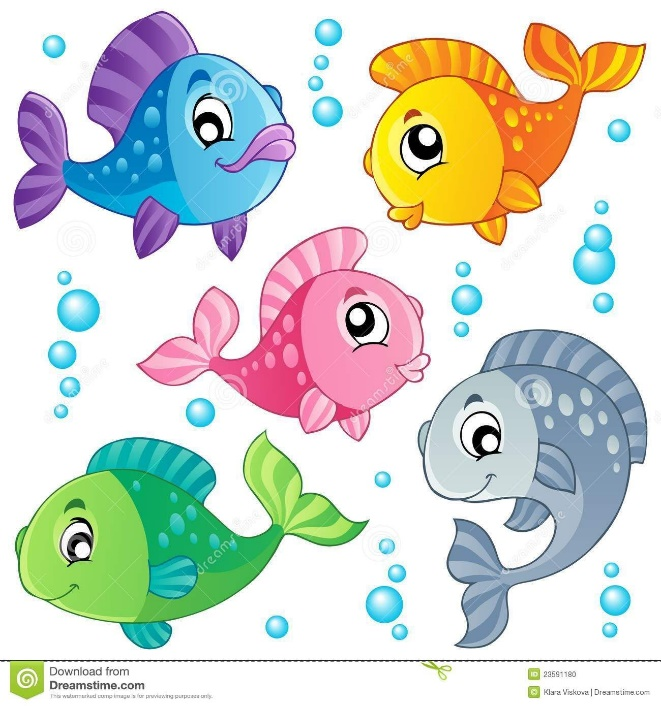 Download from
Dreamstime.com
This watermarked comp image is for previewing purposes only.
23591180
Klara Viskova | Dreamstime.com